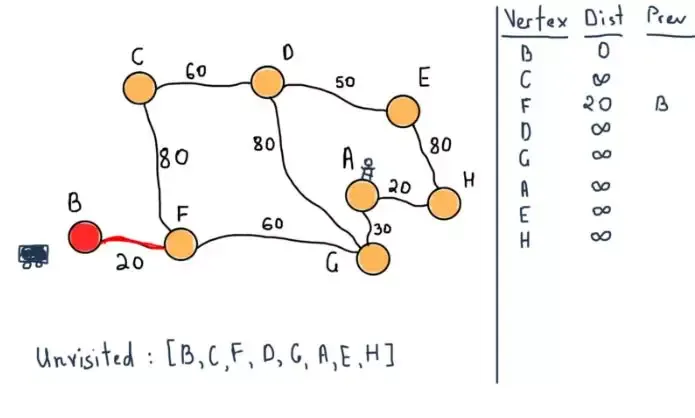 C
60
D
50
E
80
80
80
A
20
H
B
F
60
30
20
G
Unvisited : [B, C, F, D, G, A, E, H]
Vertex Dist Prev
B 0
C ∞
F 20 B
D ∞
G ∞
A ∞
E ∞
H ∞